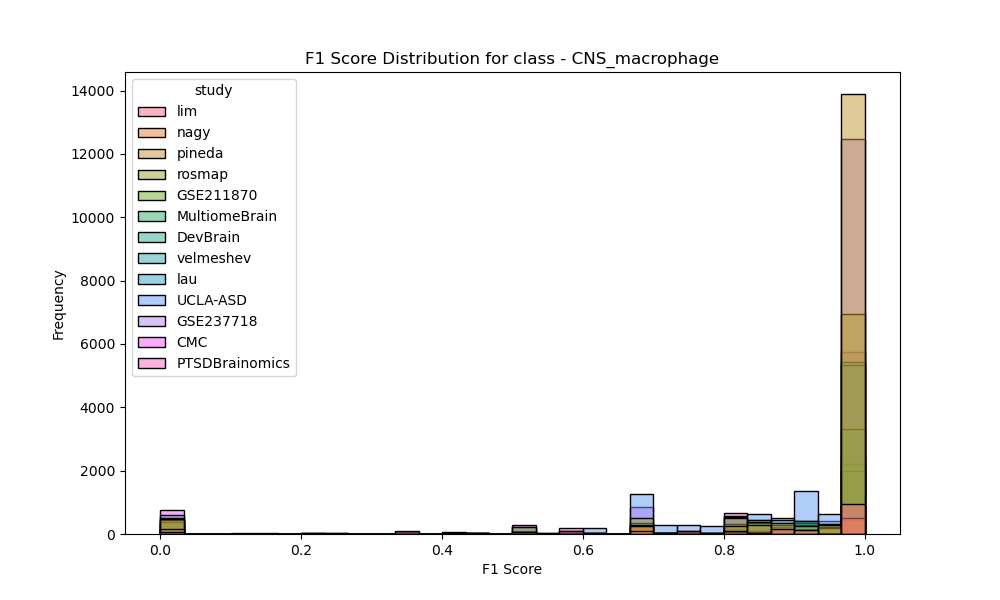 F1 Score Distribution for class - CNS_macrophage
study
lim
nagy
pineda
rosmap
GSE211870
MultiomeBrain
DevBrain
velmeshev
lau
UCLA-ASD
GSE237718
CMC
PTSDBrainomics
Frequency
14000
12000
10000
8000
6000
4000
2000
0
0.0 0.2 0.4 0.6 0.8 1.0
F1 Score